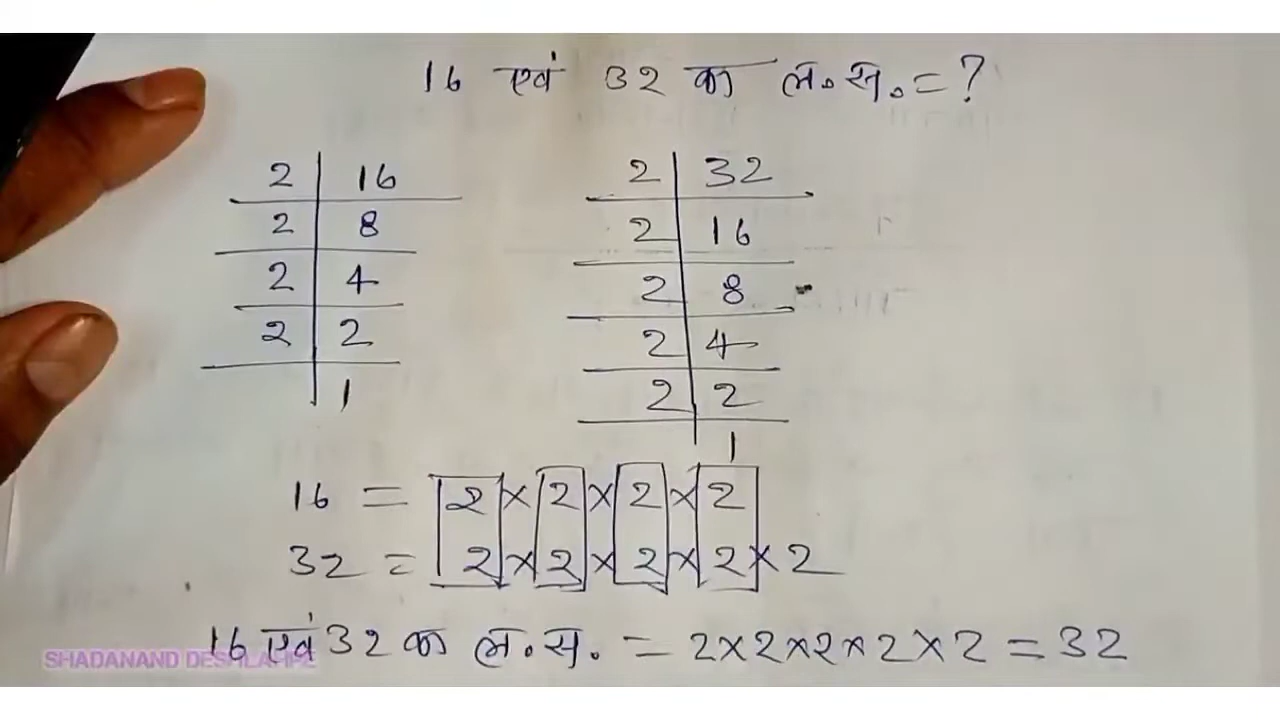 16 एवं 32 का ल.स. = ?
2 | 16
2 | 8
2 | 4
2 | 2
1
2 | 32
2 | 16
2 | 8
2 | 4
2 | 2
1
16 = 2 × 2 × 2 × 2
32 = 2 × 2 × 2 × 2 × 2
16 एवं 32 का ल.स. = 2×2×2×2×2 = 32
SHADANAND DESHLAHRE